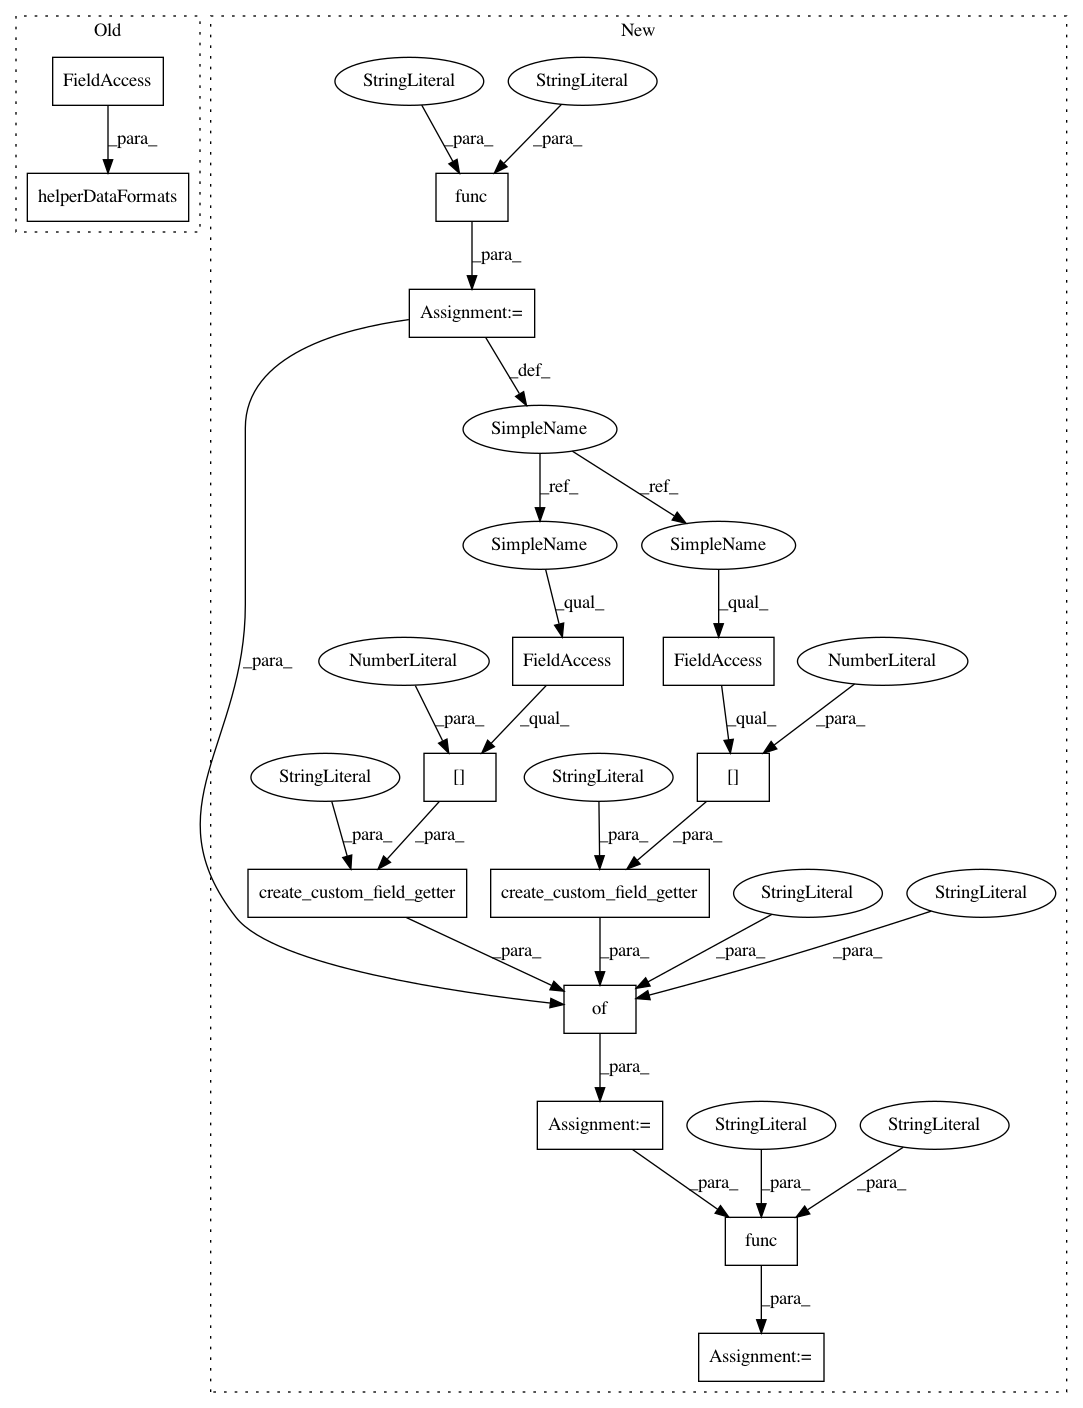 Old
New
FieldAccess
StringLiteral
StringLiteral
_para_
_para_
_para_
helperDataFormats
func
_para_
Assignment:=
_def_
SimpleName
_ref_
_ref_
SimpleName
SimpleName
_qual_
_qual_
_para_
NumberLiteral
FieldAccess
FieldAccess
NumberLiteral
_para_
_qual_
_qual_
_para_
StringLiteral
[]
StringLiteral
[]
_para_
_para_
_para_
_para_
create_custom_field_getter
create_custom_field_getter
StringLiteral
StringLiteral
_para_
_para_
_para_
_para_
of
_para_
Assignment:=
StringLiteral
StringLiteral
_para_
_para_
_para_
func
_para_
Assignment:=